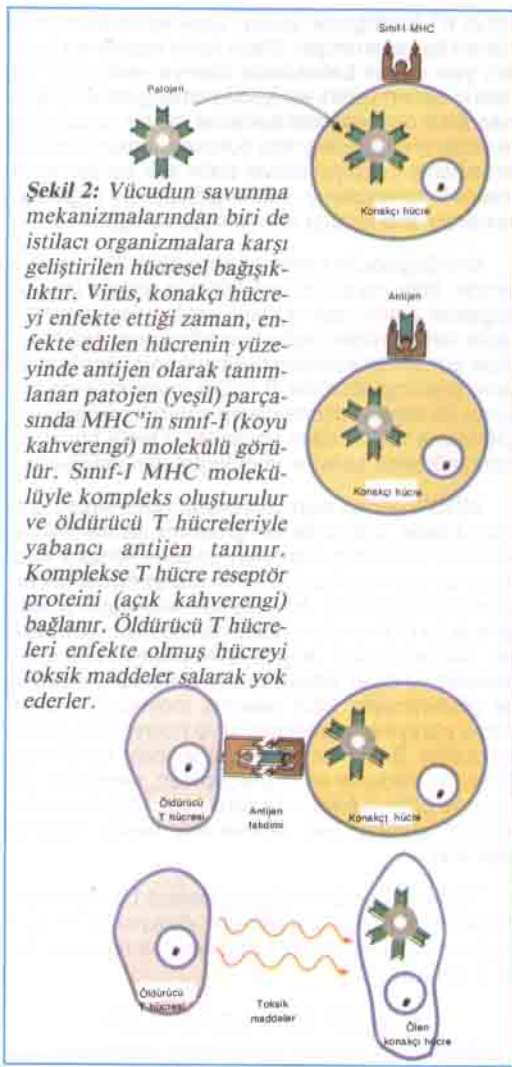 Sınıf-I MHC
Patojen
Konakçı hücre
Şekil 2: Vücudun savunma
mekanizmalarından biri de
istilacı organizmalara karşı
geliştirilen hücresel bağışık-
lıktır. Virüs, konakçı hücre-
yi enfekte ettiği zaman, en-
fekte edilen hücrenin yüze-
yinde antijen olarak tanım-
lanan patojen (yeşil) parça-
sında MHC'in sınıf-I (koyu
kahverengi) molekülü görü-
lür. Sınıf-I MHC molekü-
lüyle kompleks oluşturulur
ve öldürücü T hücreleriyle
yabancı antijen tanınır.
Komplekse T hücre reseptör
proteini (açık kahverengi)
bağlanır. Öldürücü T hücre-
leri enfekte olmuş hücreyi
toksik maddeler salarak yok
ederler.
Antijen
Konakçı hücre
Öldürücü
T hücresi
Antijen
takdimi
Konakçı hücre
Öldürücü
T hücresi
Toksik
maddeler
Ölen
konakçı hücre